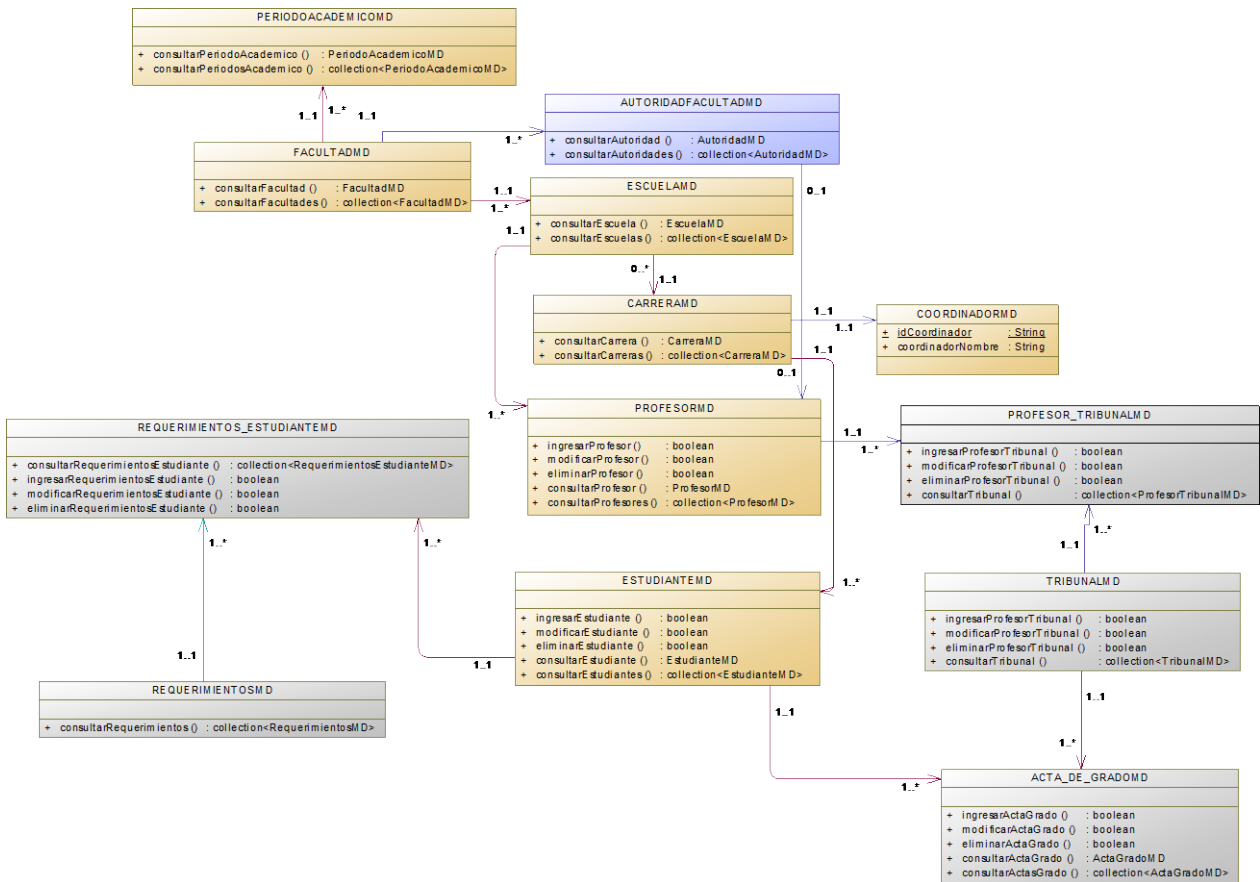 PERIODOACADEMICOMD
+ consultarPeriodoAcademico () : PeriodoAcademicoMD
+ consultarPeriodosAcademico () : collection<PeriodoAcademicoMD>
1..1
1..*
1..1
AUTORIDADFACULTADMD
+ consultarAutoridad () : AutoridadMD
+ consultarAutoridades () : collection<AutoridadMD>
1..*
FACULTADMD
+ consultarFacultad () : FacultadMD
+ consultarFacultades () : collection<FacultadMD>
1..1
1..*
0..1
ESCUELAMD
+ consultarEscuela () : EscuelaMD
+ consultarEscuelas () : collection<EscuelaMD>
1..1
0..*
1..1
CARRERAMD
+ consultarCarrera () : CarreraMD
+ consultarCarreras () : collection<CarreraMD>
1..1
1..1
1..1
0..1
COORDINADORMD
+ idCoordinador : String
+ coordinadorNombre : String
1..*
PROFESORMD
+ ingresarProfesor () : boolean
+ modificarProfesor () : boolean
+ eliminarProfesor () : boolean
+ consultarProfesor () : ProfesorMD
+ consultarProfesores () : collection<ProfesorMD>
1..1
1..*
PROFESOR_TRIBUNALMD
+ ingresarProfesorTribunal () : boolean
+ modificarProfesorTribunal () : boolean
+ eliminarProfesorTribunal () : boolean
+ consultarTribunal () : collection<ProfesorTribunalMD>
REQUERIMIENTOS_ESTUDIANTEMD
+ consultarRequerimientosEstudiante () : collection<RequerimientosEstudianteMD>
+ ingresarRequerimientosEstudiante () : boolean
+ modificarRequerimientosEstudiante () : boolean
+ eliminarRequerimientosEstudiante () : boolean
1..*
1..*
1..*
1..1
1..*
ESTUDIANTEMD
+ ingresarEstudiante () : boolean
+ modificarEstudiante () : boolean
+ eliminarEstudiante () : boolean
+ consultarEstudiante () : EstudianteMD
+ consultarEstudiantes () : collection<EstudianteMD>
TRIBUNALMD
+ ingresarProfesorTribunal () : boolean
+ modificarProfesorTribunal () : boolean
+ eliminarProfesorTribunal () : boolean
+ consultarTribunal () : collection<TribunalMD>
1..1
1..1
1..1
1..1
REQUERIMIENTOSMD
+ consultarRequerimientos () : collection<RequerimientosMD>
1..*
1..*
ACTA_DE_GRADOMD
+ ingresarActaGrado () : boolean
+ modificarActaGrado () : boolean
+ eliminarActaGrado () : boolean
+ consultarActaGrado () : ActaGradoMD
+ consultarActasGrado () : collection<ActaGradoMD>